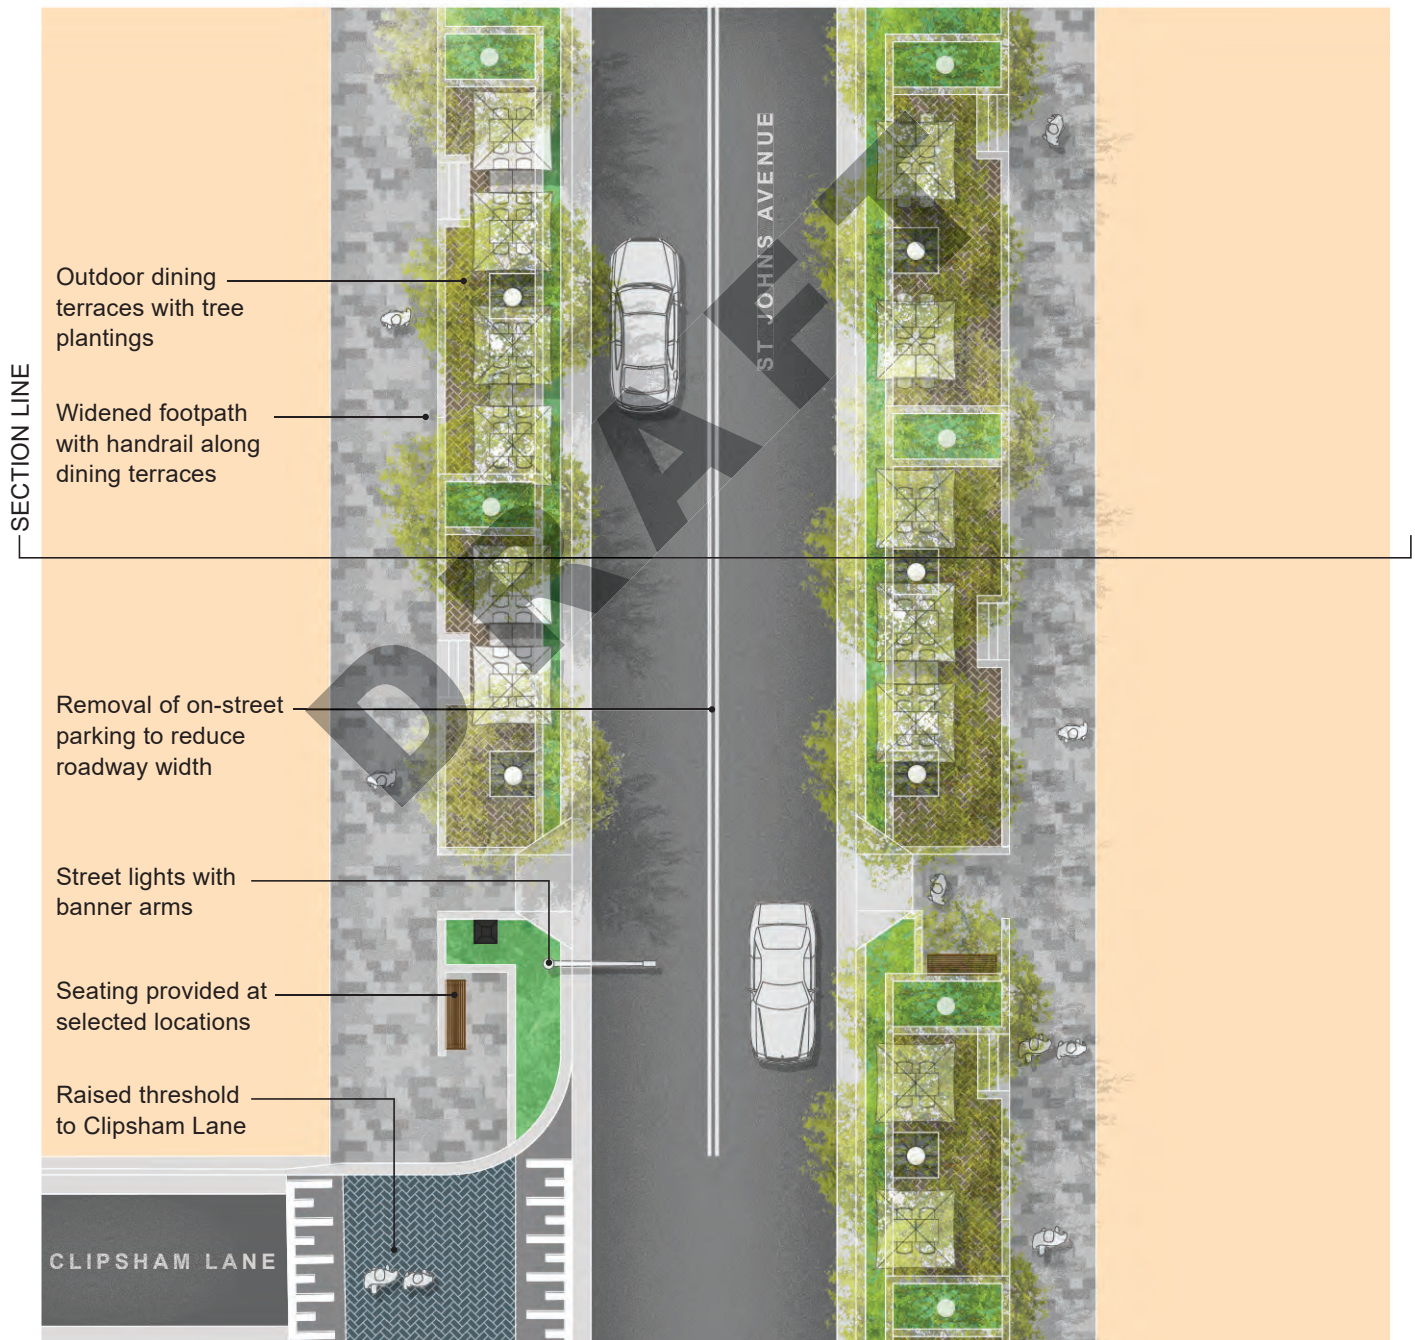 ST JOHNS AVENUE
DRAFT
Outdoor dining
terraces with tree
plantings
SECTION LINE
Widened footpath
with handrail along
dining terraces
Removal of on-street
parking to reduce
roadway width
Street lights with
banner arms
Seating provided at
selected locations
Raised threshold
to Clipsham Lane
CLIPSHAM LANE